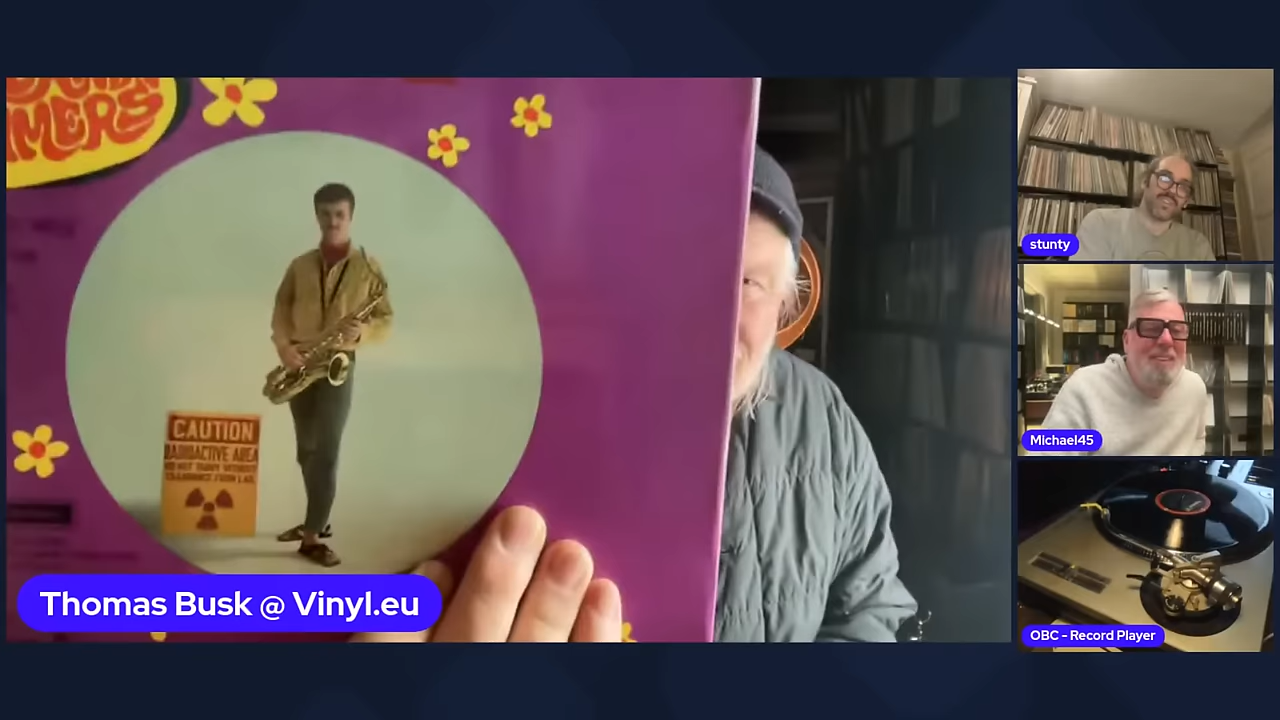 MERS
CAUTION
RADIOACTIVE AREA
Thomas Busk @ Vinyl.eu
stunty
Michael45
OBC - Record Player